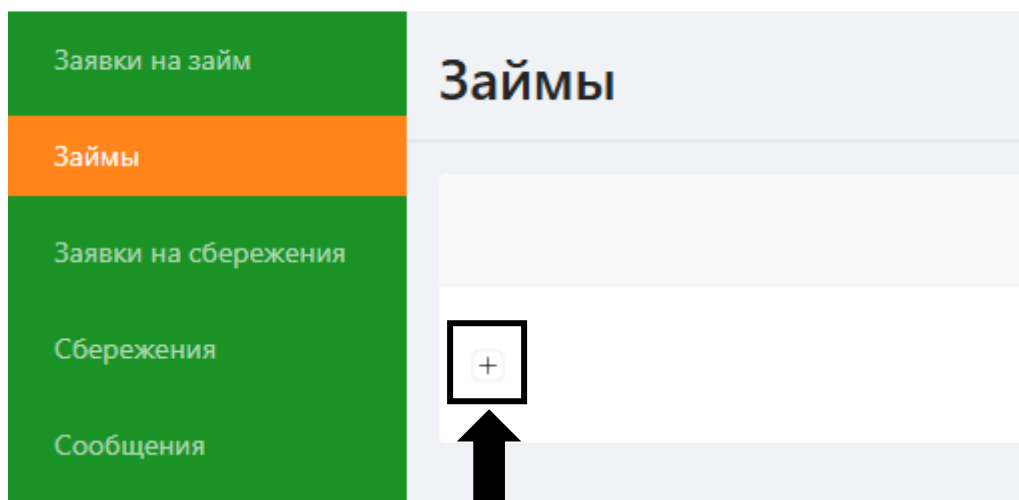 Заявки на займ
Займы
Заявки на сбережения
Сбережения
Сообщения
Займы
+